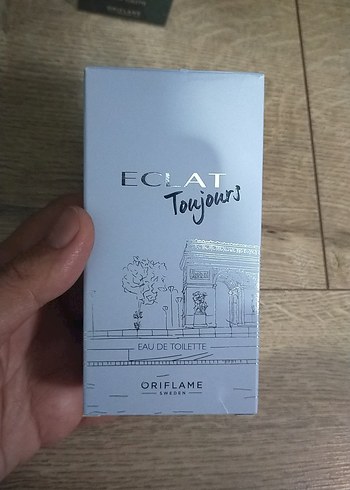 ECLAT
Toujours
EAU DE TOILETTE
ORIFLAME
SWEDEN